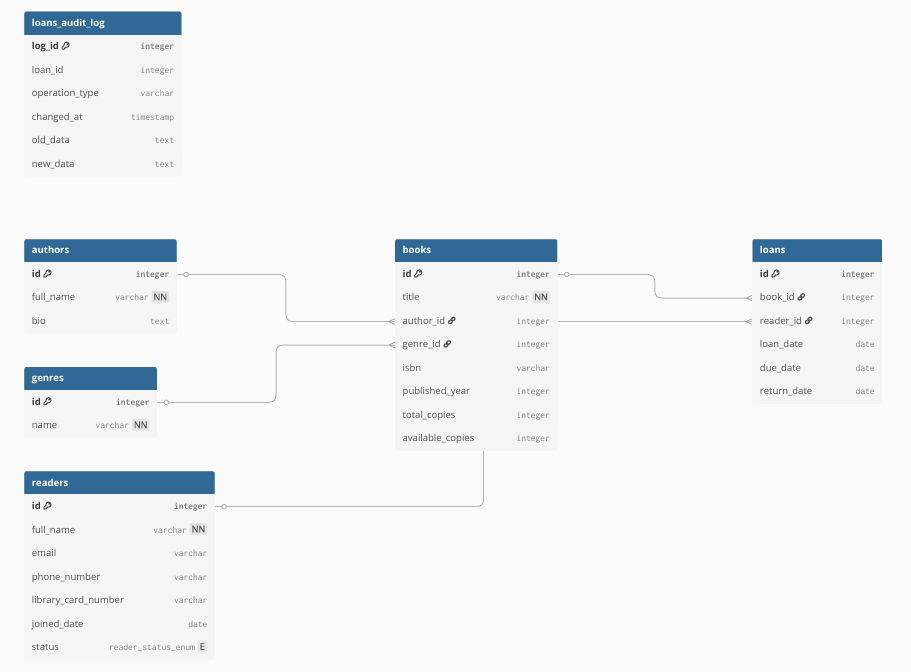 loans_audit_log
log_id integer
loan_id integer
operation_type varchar
changed_at timestamp
old_data text
new_data text
authors
id integer
full_name varchar NN
bio text
genres
id integer
name varchar NN
readers
id integer
full_name varchar NN
email varchar
phone_number varchar
library_card_number varchar
joined_date date
status reader_status_enum E
books
id integer
title varchar NN
author_id integer
genre_id integer
isbn varchar
published_year integer
total_copies integer
available_copies integer
loans
id integer
book_id integer
reader_id integer
loan_date date
due_date date
return_date date